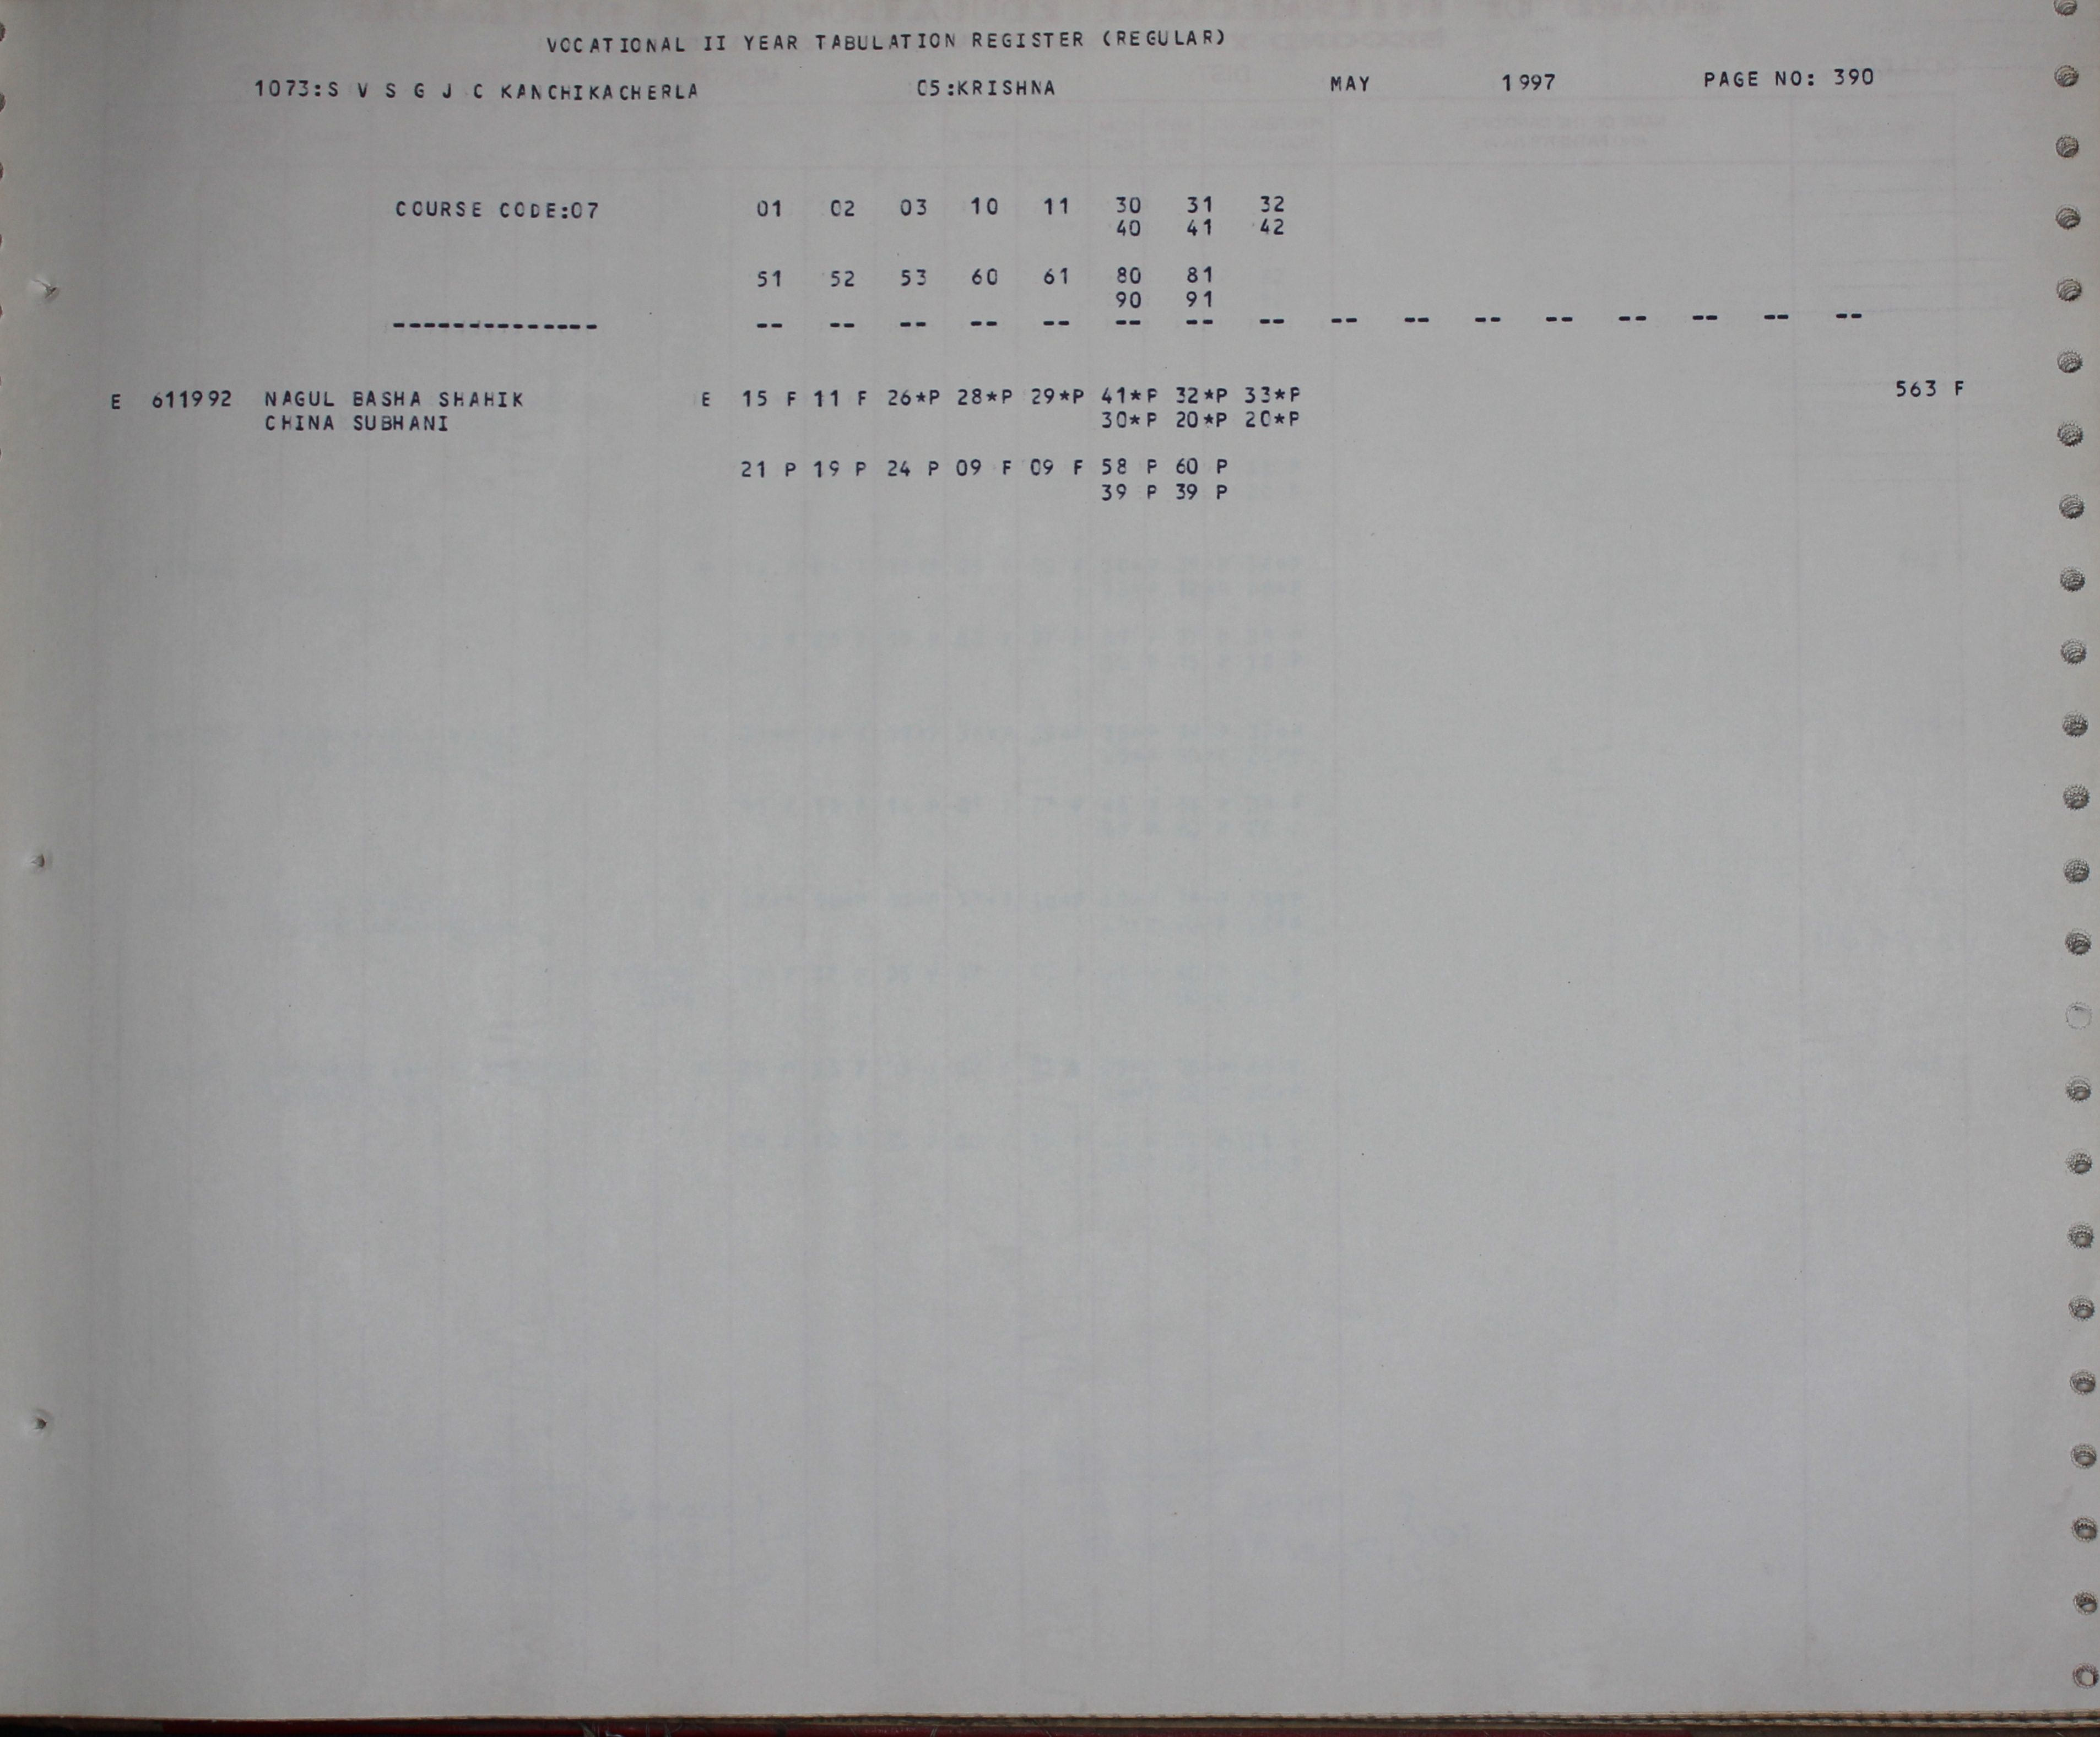 VOCATIONAL II YEAR TABULATION REGISTER (REGULAR)
1073:S V S G J C KANCHIKACHERLA 05:KRISHNA MAY 1997 PAGE NO: 390
COURSE CODE:07 01 02 03 10 11 30 31 32
40 41 42
51 52 53 60 61 80 81
90 91
-------------- -- -- -- -- -- -- -- -- -- -- -- -- -- -- -- --
E 611992 NAGUL BASHA SHAHIK E 15 F 11 F 26*P 28*P 29*P 41*P 32*P 33*P 563 F
CHINA SUBHANI 30*P 20*P 20*P
21 P 19 P 24 P 09 F 09 F 58 P 60 P
39 P 39 P